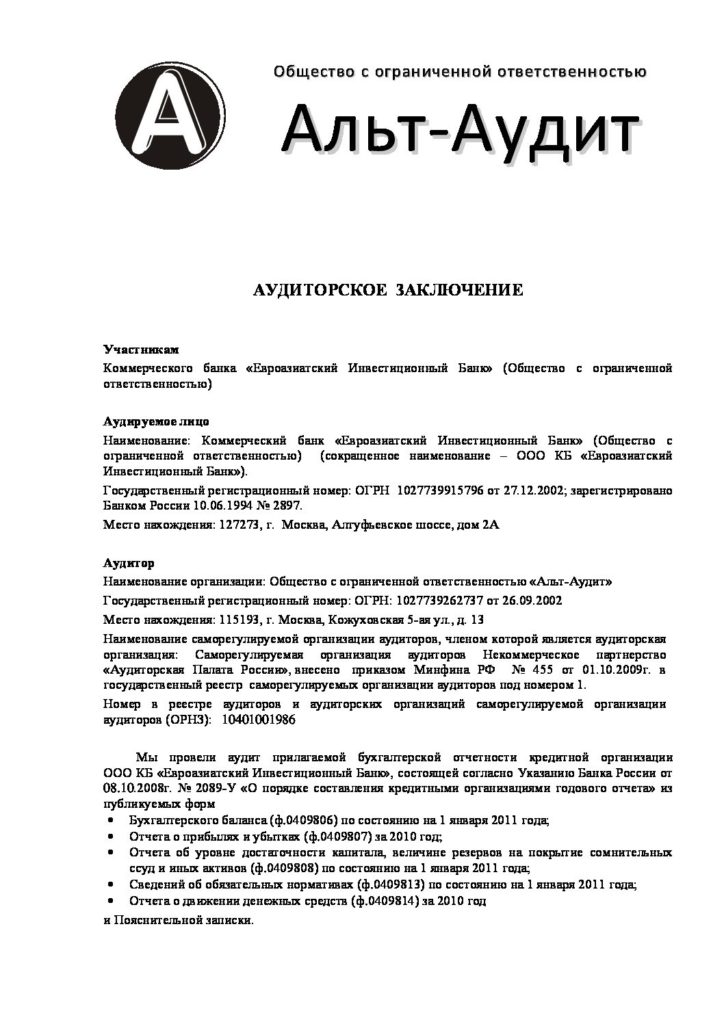 А
Общество с ограниченной ответственностью
Альт-Аудит
АУДИТОРСКОЕ ЗАКЛЮЧЕНИЕ
Участникам
Коммерческого банка «Евроазиатский Инвестиционный Банк» (Общество с ограниченной
ответственностью)
Аудируемое лицо
Наименование: Коммерческий банк «Евроазиатский Инвестиционный Банк» (Общество с
ограниченной ответственностью) (сокращенное наименование – ООО КБ «Евроазиатский
Инвестиционный Банк»).
Государственный регистрационный номер: ОГРН 1027739915796 от 27.12.2002; зарегистрировано
Банком России 10.06.1994 № 2897.
Место нахождения: 127273, г. Москва, Алтуфьевское шоссе, дом 2А
Аудитор
Наименование организации: Общество с ограниченной ответственностью «Альт-Аудит»
Государственный регистрационный номер: ОГРН: 1027739262737 от 26.09.2002
Место нахождения: 115193, г. Москва, Кожуховская 5-ая ул., д. 13
Наименование саморегулируемой организации аудиторов, членом которой является аудиторская
организация: Саморегулируемая организация аудиторов Некоммерческое партнерство
«Аудиторская Палата России», внесено приказом Минфина РФ № 455 от 01.10.2009г. в
государственный реестр саморегулируемых организации аудиторов под номером 1.
Номер в реестре аудиторов и аудиторских организаций саморегулируемой организации
аудиторов (ОРНЗ): 10401001986
Мы провели аудит прилагаемой бухгалтерской отчетности кредитной организации
ООО КБ «Евроазиатский Инвестиционный Банк», состоящей согласно Указанию Банка России от
08.10.2008г. № 2089-У «О порядке составления кредитными организациями годового отчета» из
публикуемых форм
• Бухгалтерского баланса (ф.0409806) по состоянию на 1 января 2011 года;
• Отчета о прибылях и убытках (ф.0409807) за 2010 год;
• Отчета об уровне достаточности капитала, величине резервов на покрытие сомнительных
ссуд и иных активов (ф.0409808) по состоянию на 1 января 2011 года;
• Сведений об обязательных нормативах (ф.0409813) по состоянию на 1 января 2011 года;
• Отчета о движении денежных средств (ф.0409814) за 2010 год
и Пояснительной записки.